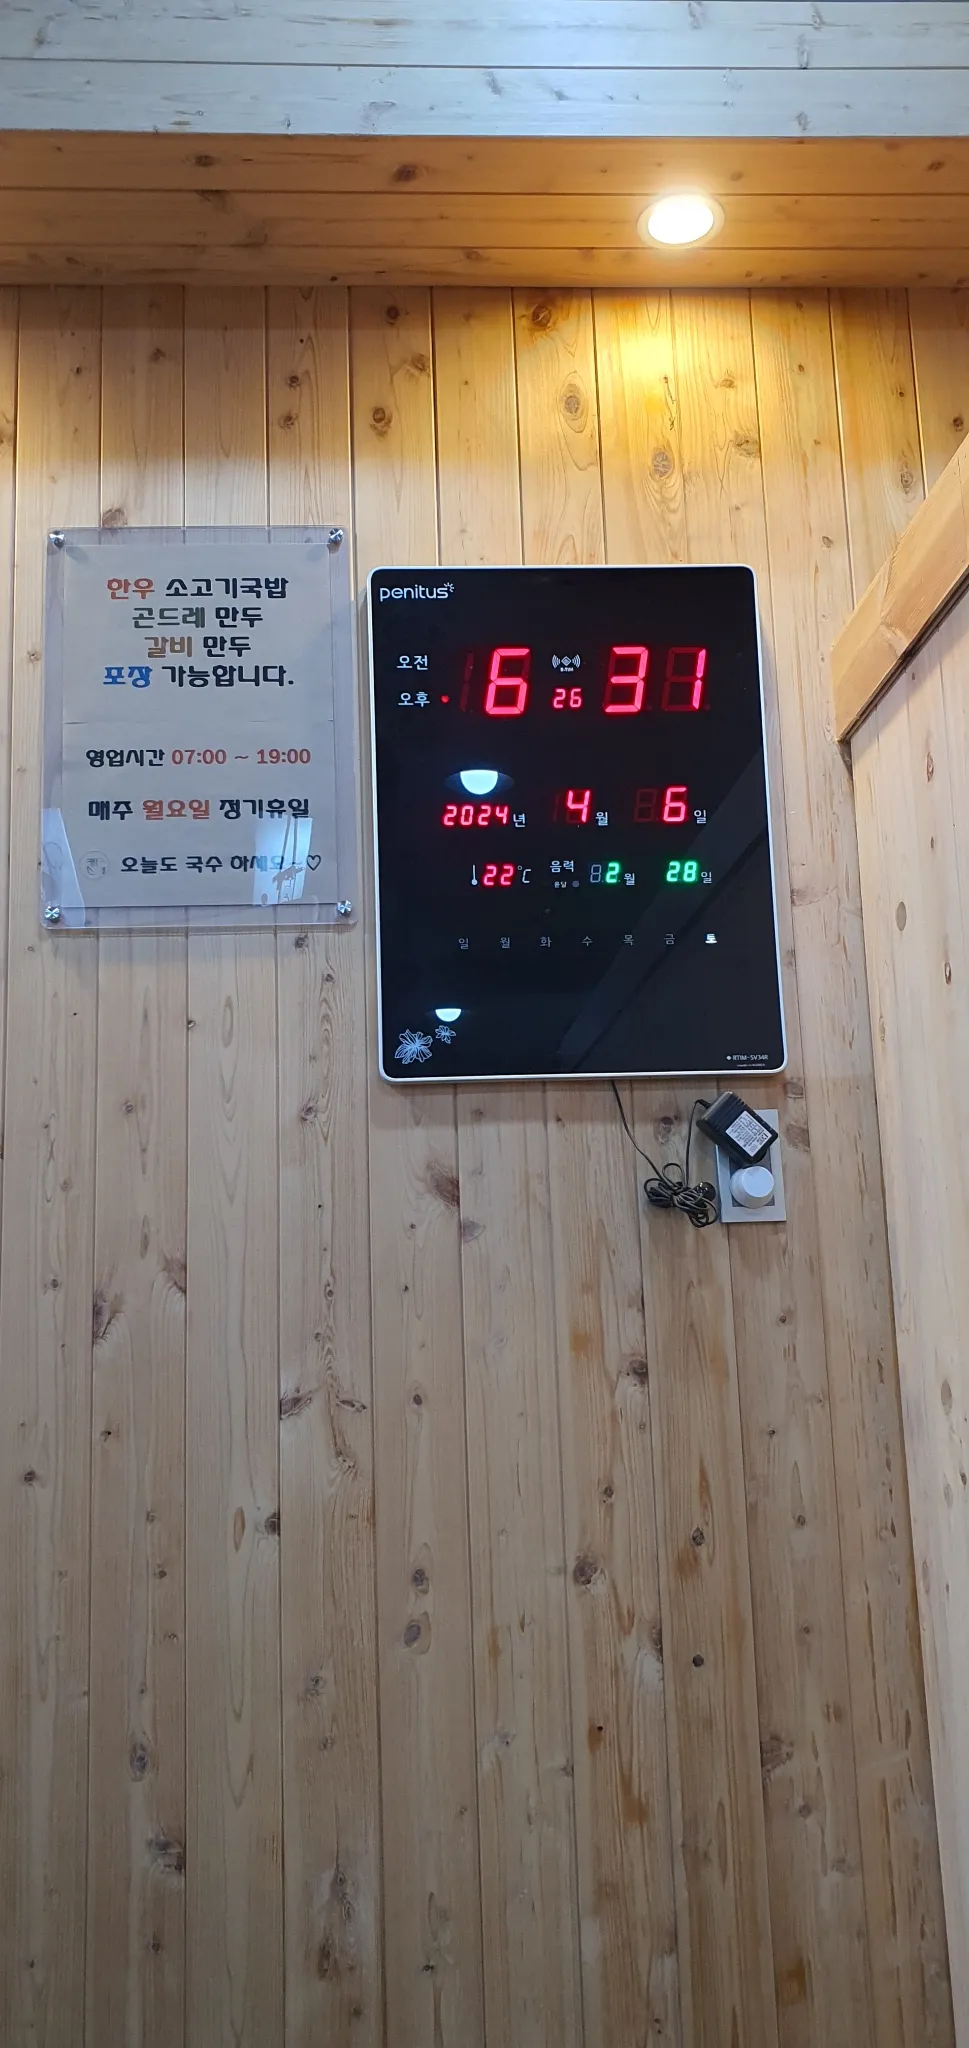 한우 소고기국밥
곤드레 만두
갈비 만두
포장 가능합니다.
영업시간 07:00 ~ 19:00
매주 월요일 정기휴일
오늘도 국수 하세요~♡
penitus
오전
오후 6 26 31
2024년 4월 6일
22°C 음력 2월 28일
윤달
일 월 화 수 목 금 토
RTIM-SV34R